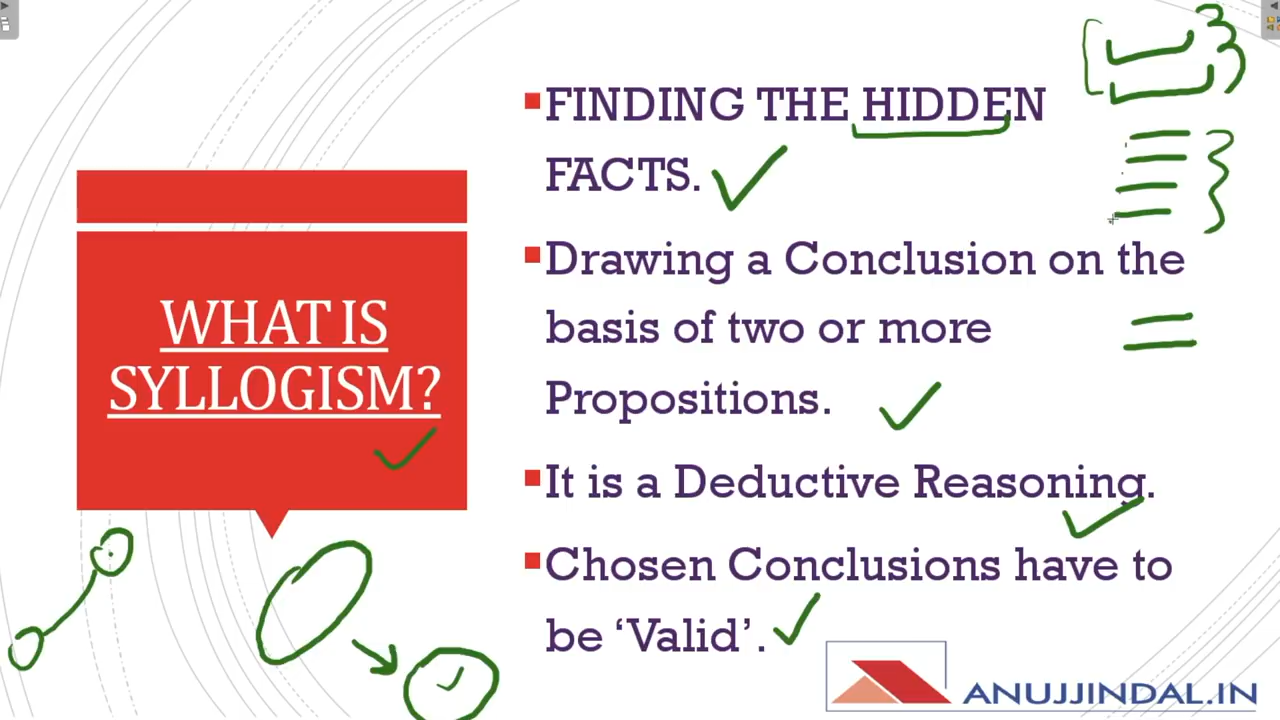 WHAT IS
SYLLOGISM?
FINDING THE HIDDEN
FACTS.
Drawing a Conclusion on the
basis of two or more
Propositions.
It is a Deductive Reasoning.
Chosen Conclusions have to
be ‘Valid’.
ANUJJINDAL.IN